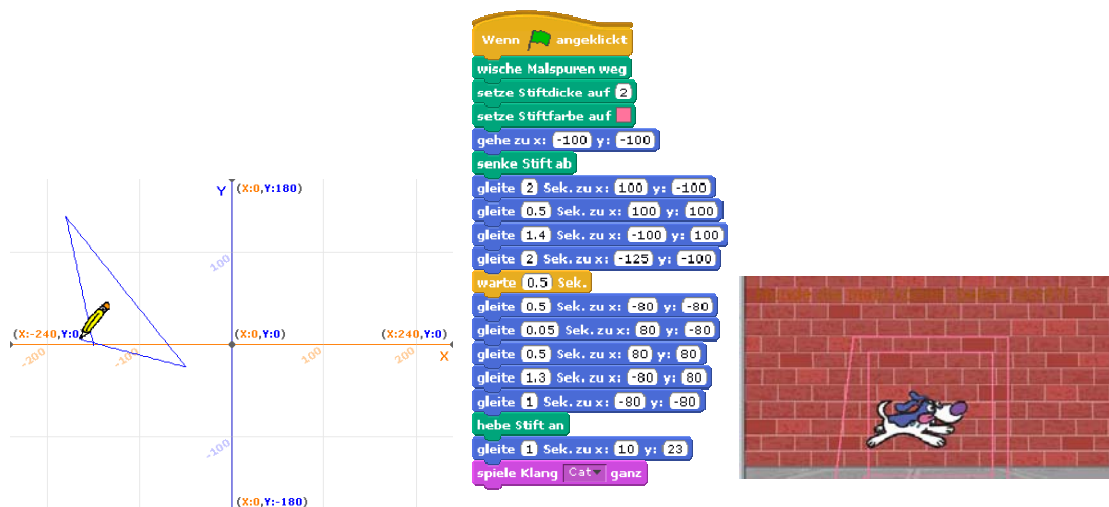 Y (X:0,Y:180)
100
(X:-240,Y:0) (X:0,Y:0) (X:240,Y:0)
-200 -100 100 200 X
-100
(X:0,Y:-180)
Wenn angeklickt
wische Malspuren weg
setze Stiftdicke auf 2
setze Stiftfarbe auf
gehe zu x: -100 y: -100
senke Stift ab
gleite 2 Sek. zu x: 100 y: -100
gleite 0.5 Sek. zu x: 100 y: 100
gleite 1.4 Sek. zu x: -100 y: 100
gleite 2 Sek. zu x: -125 y: -100
warte 0.5 Sek.
gleite 0.5 Sek. zu x: -80 y: -80
gleite 0.05 Sek. zu x: 80 y: -80
gleite 0.5 Sek. zu x: 80 y: 80
gleite 1.3 Sek. zu x: -80 y: 80
gleite 1 Sek. zu x: -80 y: -80
hebe Stift an
gleite 1 Sek. zu x: 10 y: 23
spiele Klang Cat ganz